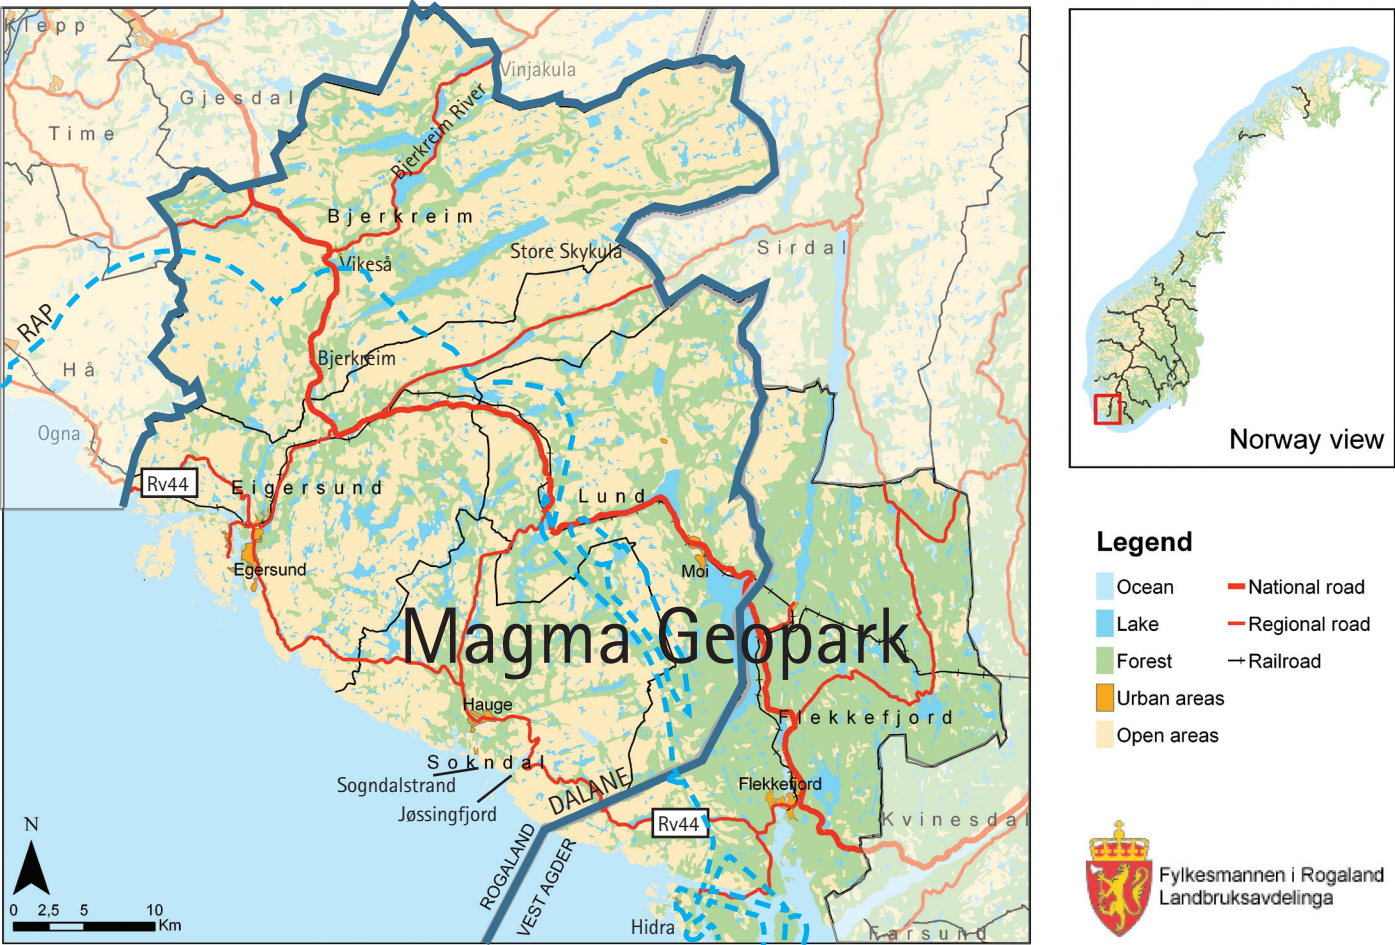 Klepp
Vinjakula
Gjesdal
Time
Bjerkreim River
Bjerkreim
Store Skykula
Sirdal
Vikeså
RAP
Bjerkreim
Hå
Ogna
Rv44
Eigersund
Lund
Egersund
Moi
Magma Geopark
Hauge
Flekkefjord
Sokndal
Sogndalstrand
Jøssingfjord
DALANE
Flekkefjord
Rv44
Kvinesdal
ROGALAND
VEST AGDER
Hidra
Farsund
N
0 2,5 5 10
Km
Norway view
Legend
Ocean National road
Lake Regional road
Forest Railroad
Urban areas
Open areas
Fylkesmannen i Rogaland
Landbruksavdelinga